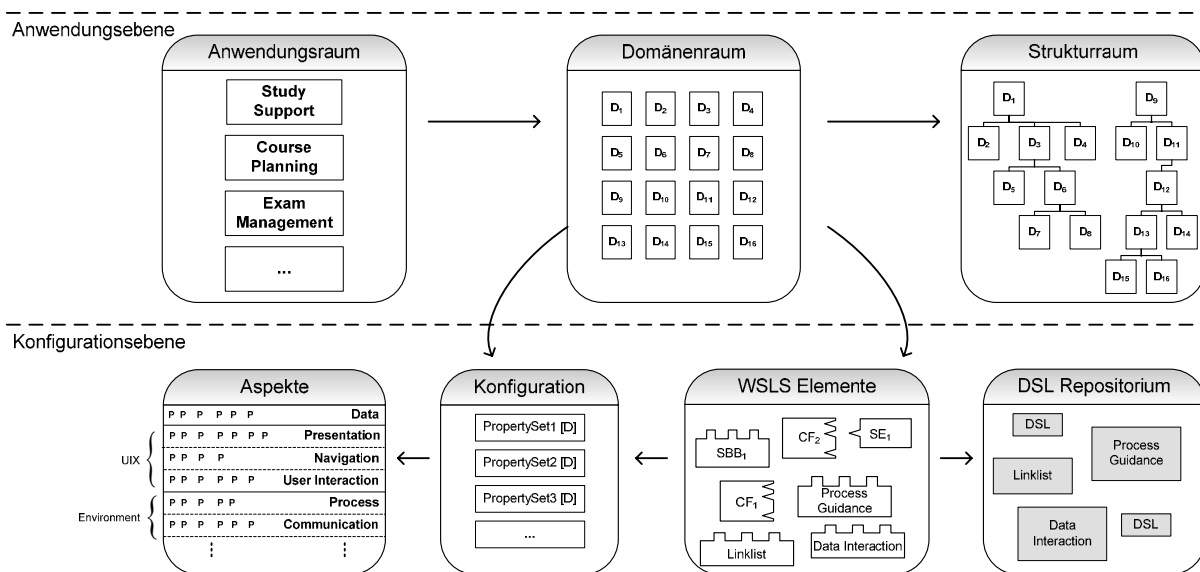 Anwendungsebene
Anwendungsraum
Study
Support
Course
Planning
Exam
Management
...
Domänenraum
D1 D2 D3 D4
D5 D6 D7 D8
D9 D10 D11 D12
D13 D14 D15 D16
Strukturraum
D1 D9
D2 D3 D4 D10 D11
D5 D6 D12
D7 D8 D13 D14
D15 D16
Konfigurationsebene
Aspekte
P P P P P P Data
P P P P P P P Presentation
P P P P Navigation
P P P P P P User Interaction
P P P P P Process
P P P P P P Communication
UIX
Environment
Konfiguration
PropertySet1 [D]
PropertySet2 [D]
PropertySet3 [D]
...
WSLS Elemente
SBB1
CF2
SE1
CF1
Process
Guidance
Linklist
Data Interaction
DSL Repositorium
DSL
Process
Guidance
Linklist
Data
Interaction
DSL